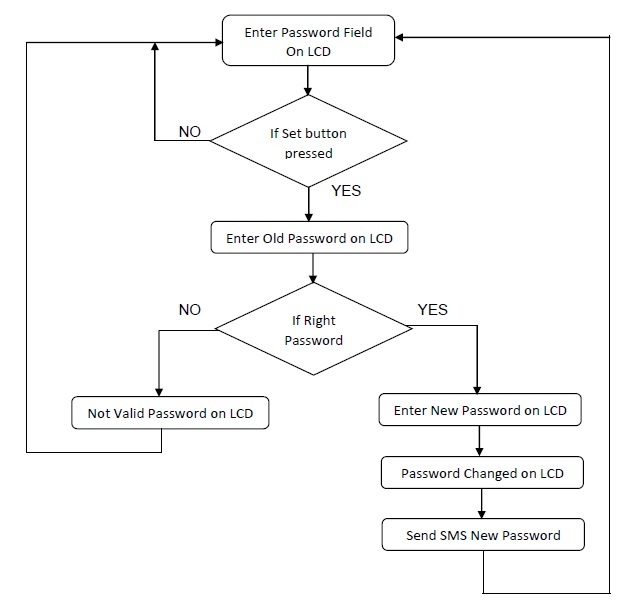 Enter Password Field
On LCD
If Set button
pressed
NO
YES
Enter Old Password on LCD
If Right
Password
NO
YES
Not Valid Password on LCD
Enter New Password on LCD
Password Changed on LCD
Send SMS New Password